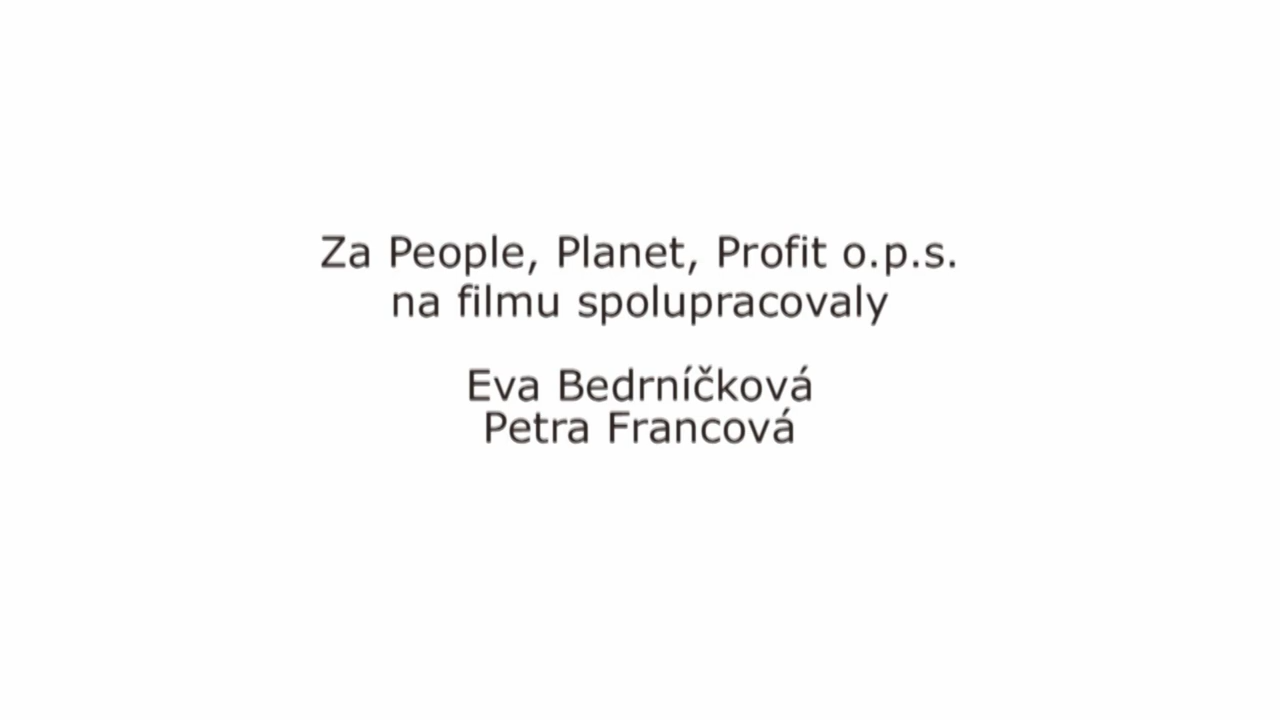 Za People, Planet, Profit o.p.s.
na filmu spolupracovaly
Eva Bedrníčková
Petra Francová